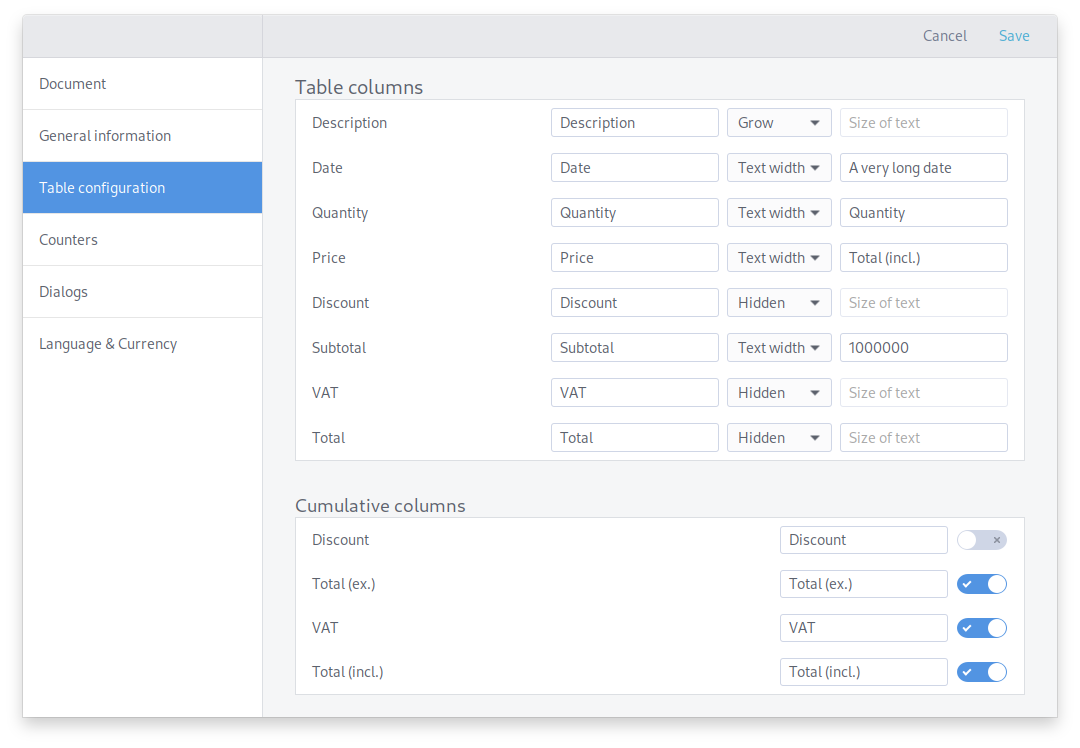 Cancel Save
Document
General information
Table configuration
Counters
Dialogs
Language & Currency
Table columns
Description Description Grow Size of text
Date Date Text width A very long date
Quantity Quantity Text width Quantity
Price Price Text width Total (incl.)
Discount Discount Hidden Size of text
Subtotal Subtotal Text width 1000000
VAT VAT Hidden Size of text
Total Total Hidden Size of text
Cumulative columns
Discount Discount
Total (ex.) Total (ex.)
VAT VAT
Total (incl.) Total (incl.)